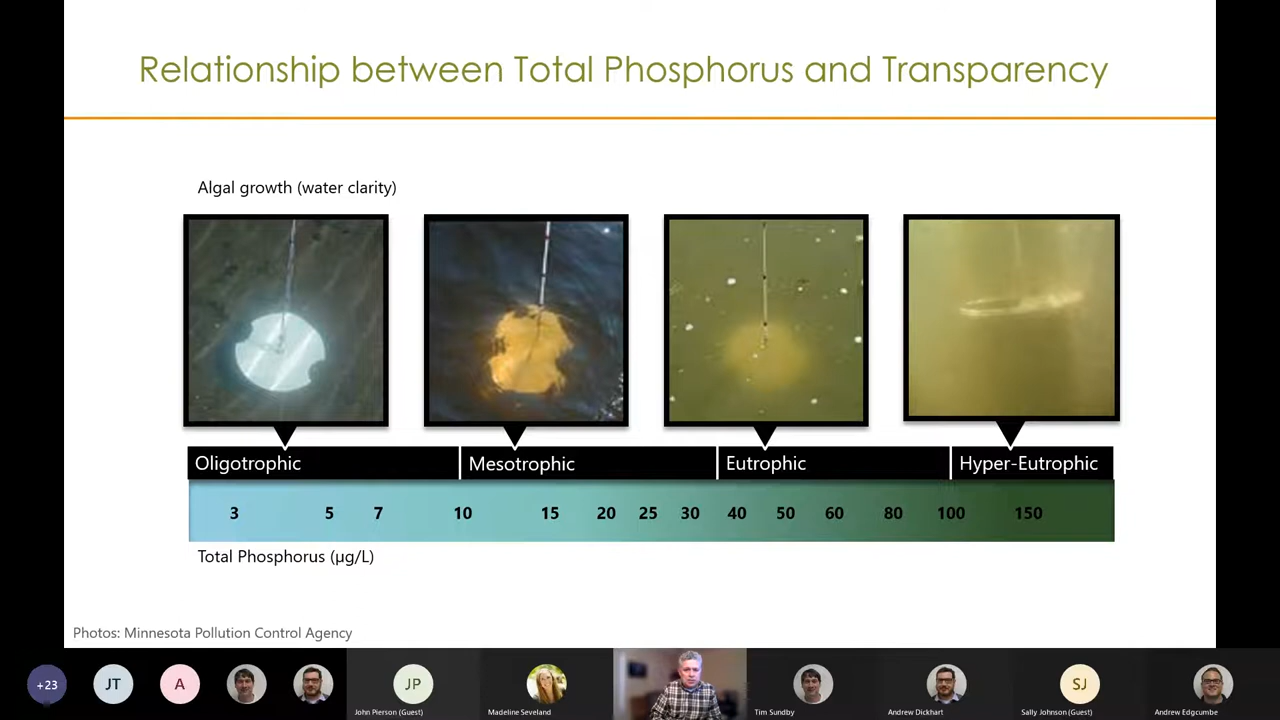 Relationship between Total Phosphorus and Transparency
Algal growth (water clarity)
Oligotrophic Mesotrophic Eutrophic Hyper-Eutrophic
3 5 7 10 15 20 25 30 40 50 60 80 100 150
Total Phosphorus (µg/L)
Photos: Minnesota Pollution Control Agency
+23 JT A JP SJ
John Pierson (Guest) Madeline Seveland Tim Sundby Andrew Dickhart Sally Johnson (Guest) Andrew Edgcumbe